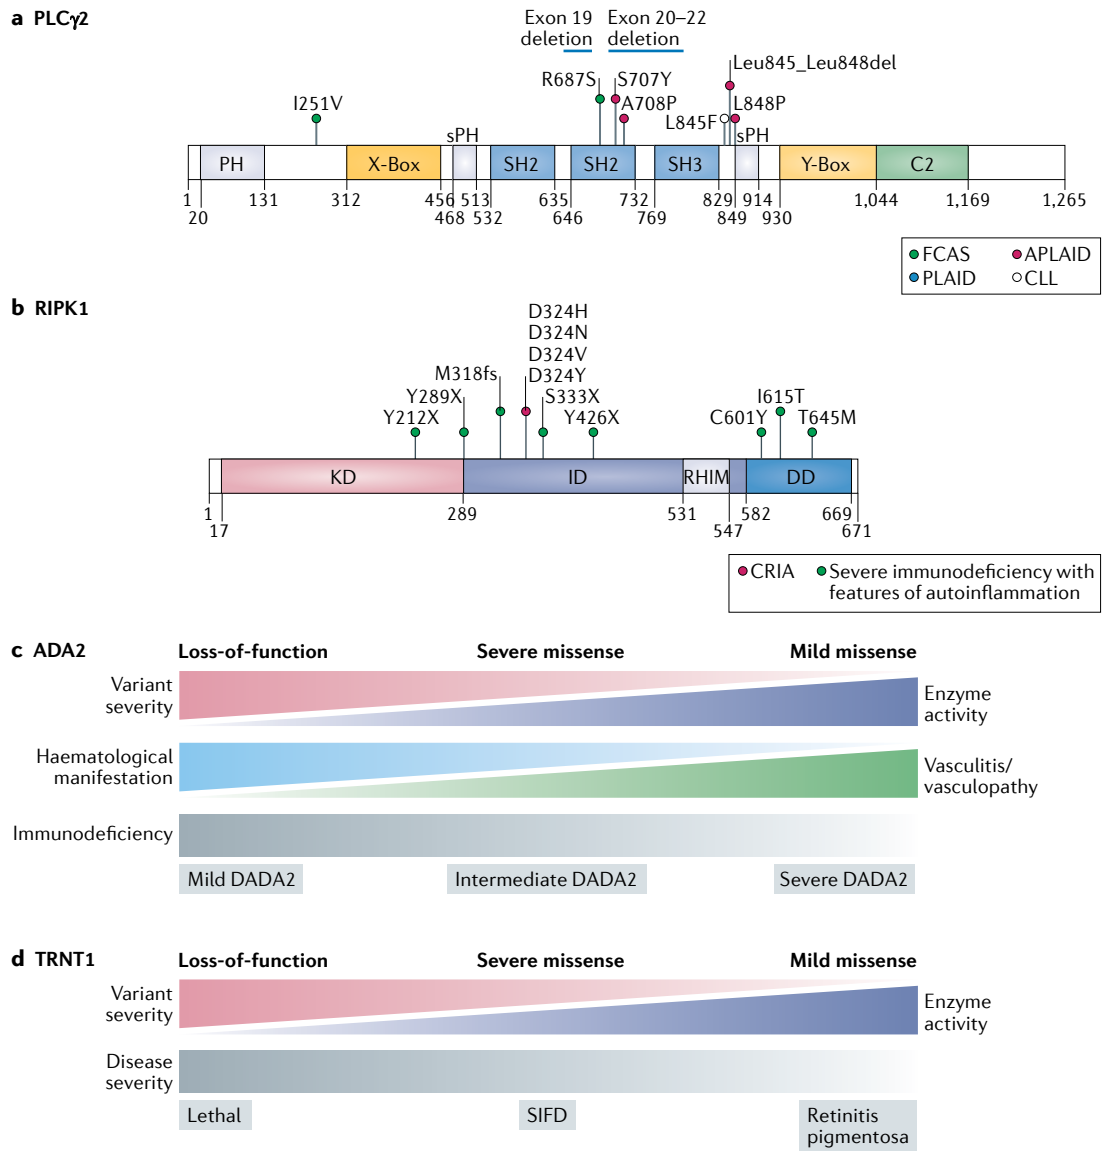 a PLCγ2
Exon 19
deletion
Exon 20–22
deletion
Leu845_Leu848del
R687S
S707Y
I251V
A708P
L845F
L848P
sPH
sPH
PH
X-Box
SH2
SH2
SH3
Y-Box
C2
1
131
312
456
513
635
732
829
914
1,044
1,169
1,265
20
468
532
646
769
849
930
FCAS
APLAID
PLAID
CLL
b RIPK1
D324H
D324N
D324V
D324Y
M318fs
Y289X
S333X
I615T
Y212X
Y426X
C601Y
T645M
KD
ID
RHIM
DD
1
289
531
582
669
17
547
671
CRIA
Severe immunodeficiency with
features of autoinflammation
c ADA2
Loss-of-function
Severe missense
Mild missense
Variant
severity
Enzyme
activity
Haematological
manifestation
Vasculitis/
vasculopathy
Immunodeficiency
Mild DADA2
Intermediate DADA2
Severe DADA2
d TRNT1
Loss-of-function
Severe missense
Mild missense
Variant
severity
Enzyme
activity
Disease
severity
Lethal
SIFD
Retinitis
pigmentosa